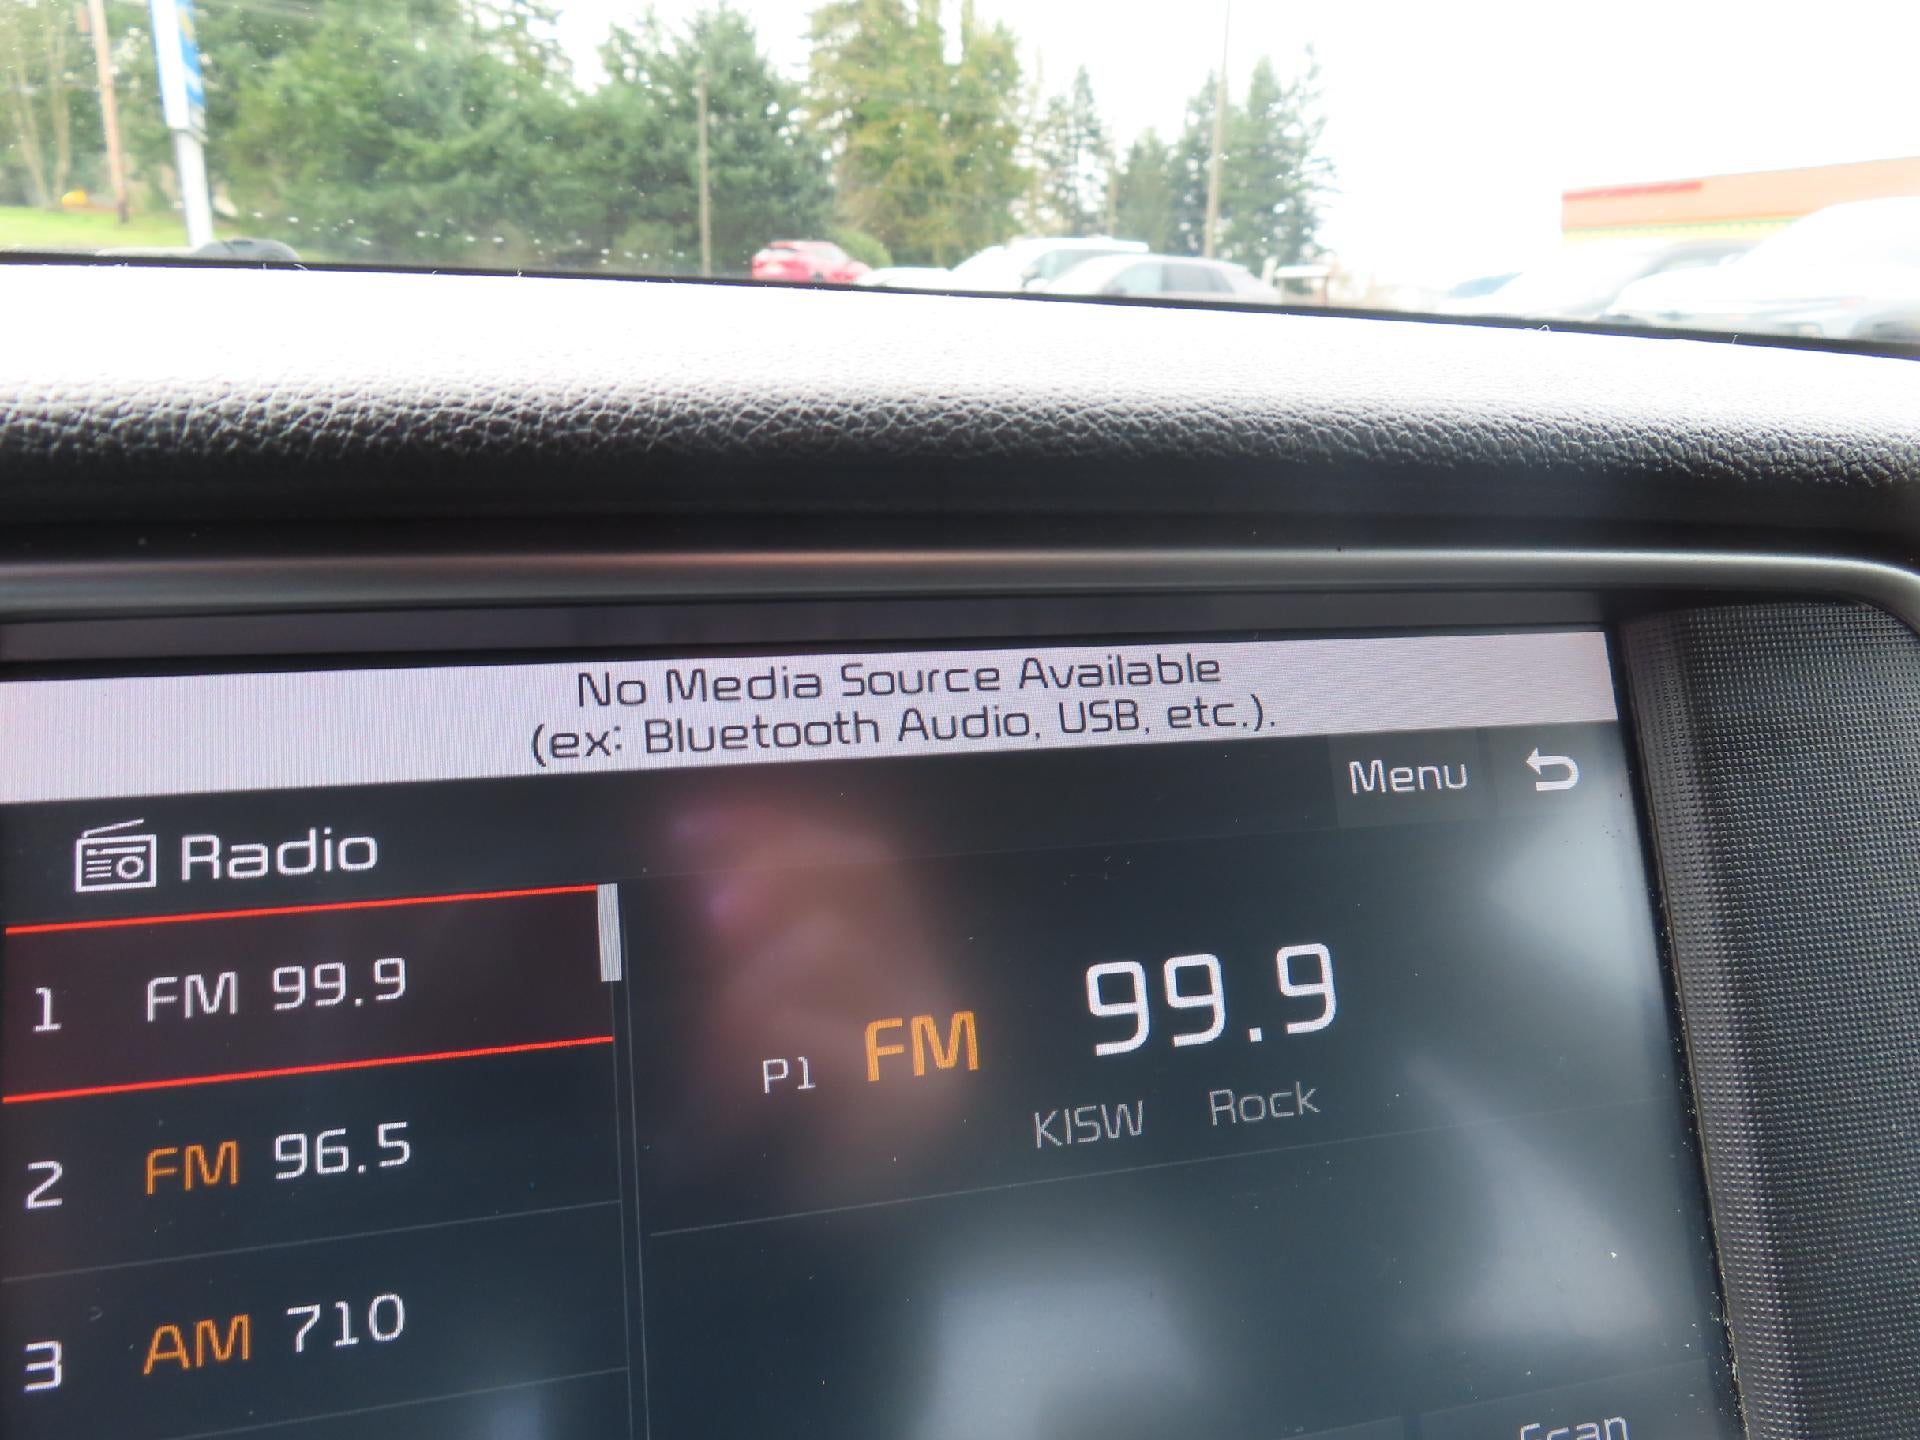 No Media Source Available
(ex: Bluetooth Audio, USB, etc.).
Menu
Radio
1 FM 99.9
2 FM 96.5
3 AM 710
P1 FM 99.9
KISW Rock
Scan